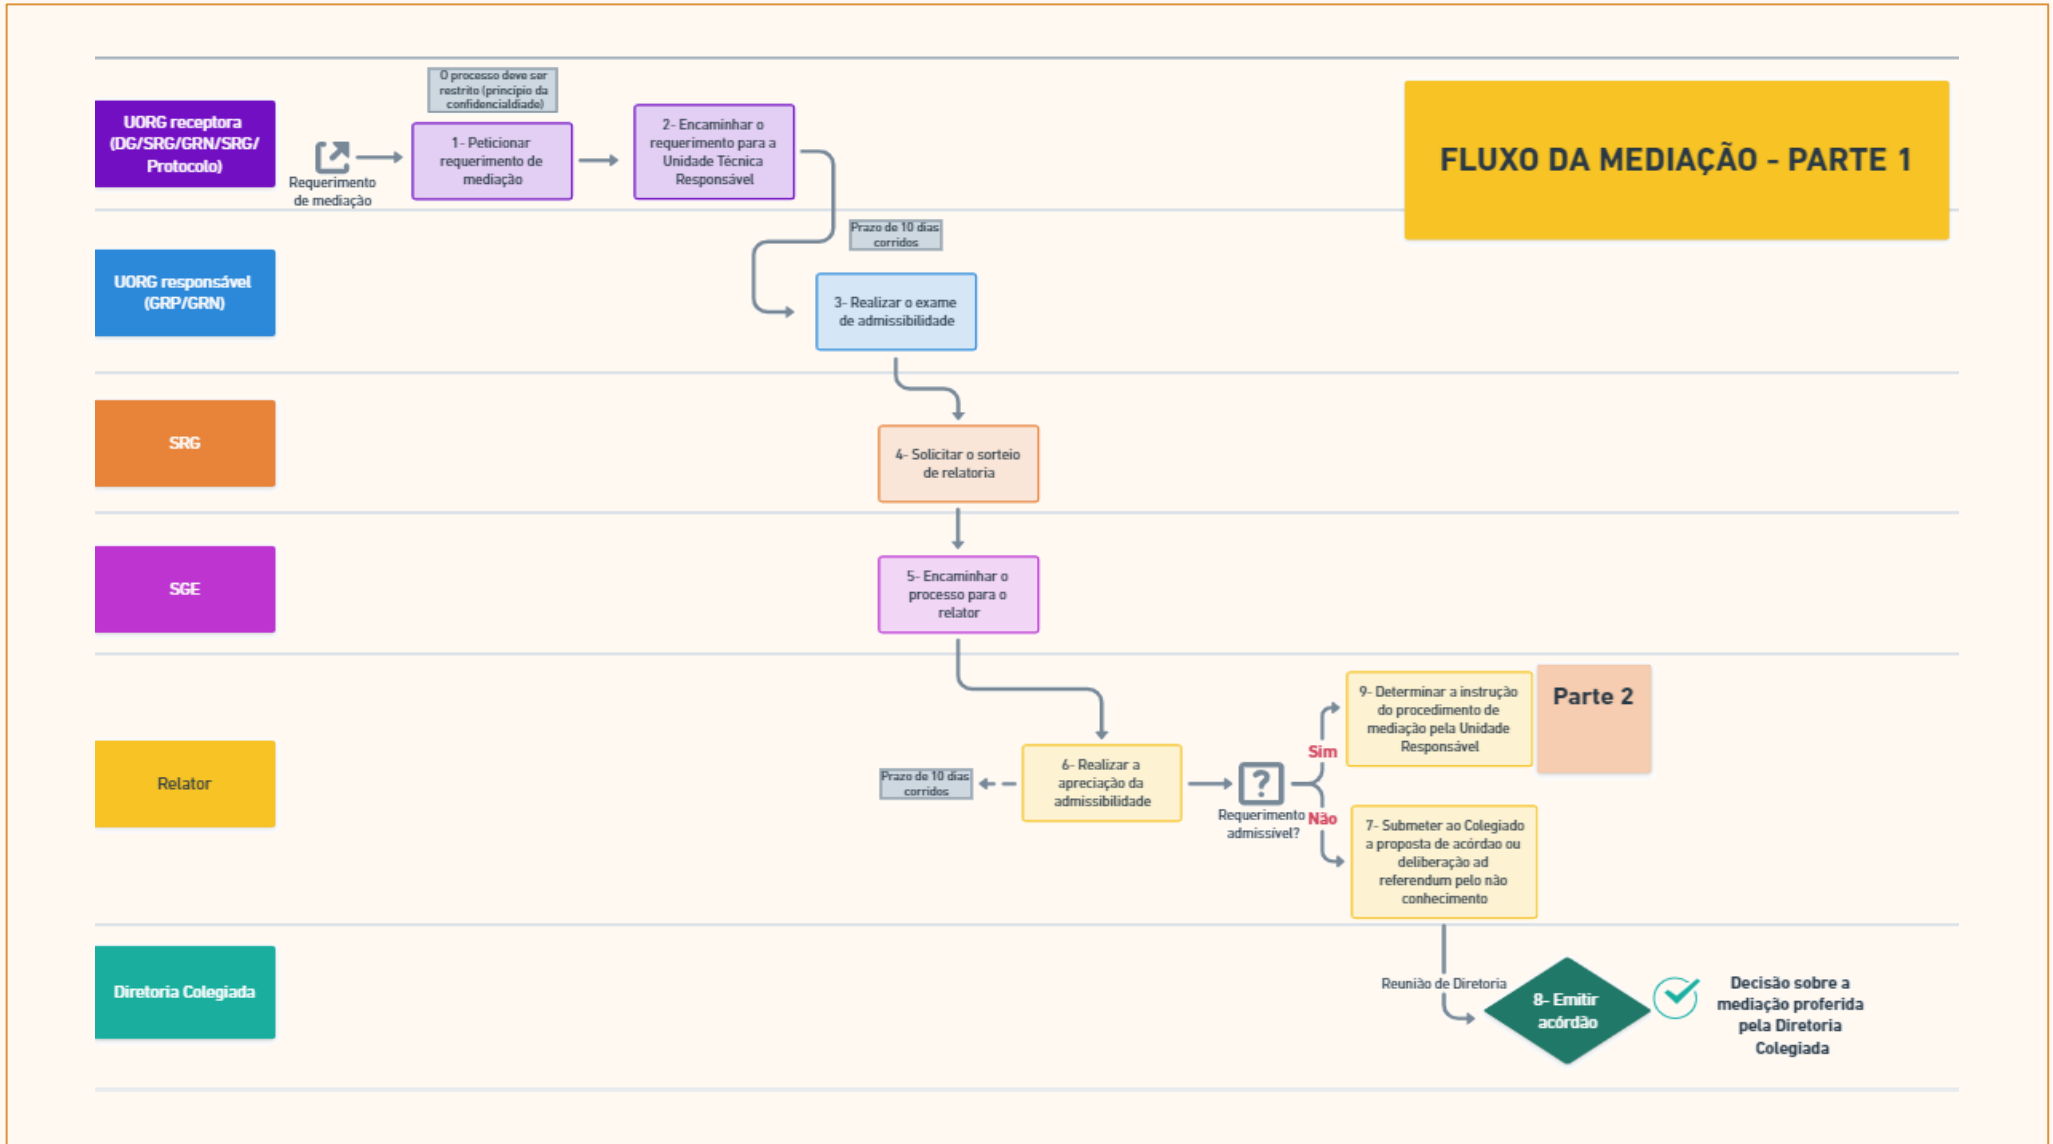 O processo deve ser
restrito (princípio da
confidencialdiade)
UORG receptora
(DG/SRG/GRN/SRG/
Protocolo)
Requerimento
de mediação
1- Peticionar
requerimento de
mediação
2- Encaminhar o
requerimento para a
Unidade Técnica
Responsável
FLUXO DA MEDIAÇÃO - PARTE 1
Prazo de 10 dias
corridos
UORG responsável
(GRP/GRN)
3- Realizar o exame
de admissibilidade
SRG
4- Solicitar o sorteio
de relatoria
SGE
5- Encaminhar o
processo para o
relator
Relator
Prazo de 10 dias
corridos
6- Realizar a
apreciação da
admissibilidade
Requerimento
admissível?
Sim
9- Determinar a instrução
do procedimento de
mediação pela Unidade
Responsável
Parte 2
Não
7- Submeter ao Colegiado
a proposta de acórdao ou
deliberação ad
referendum pelo não
conhecimento
Diretoria Colegiada
Reunião de Diretoria
8- Emitir
acórdão
Decisão sobre a
mediação proferida
pela Diretoria
Colegiada